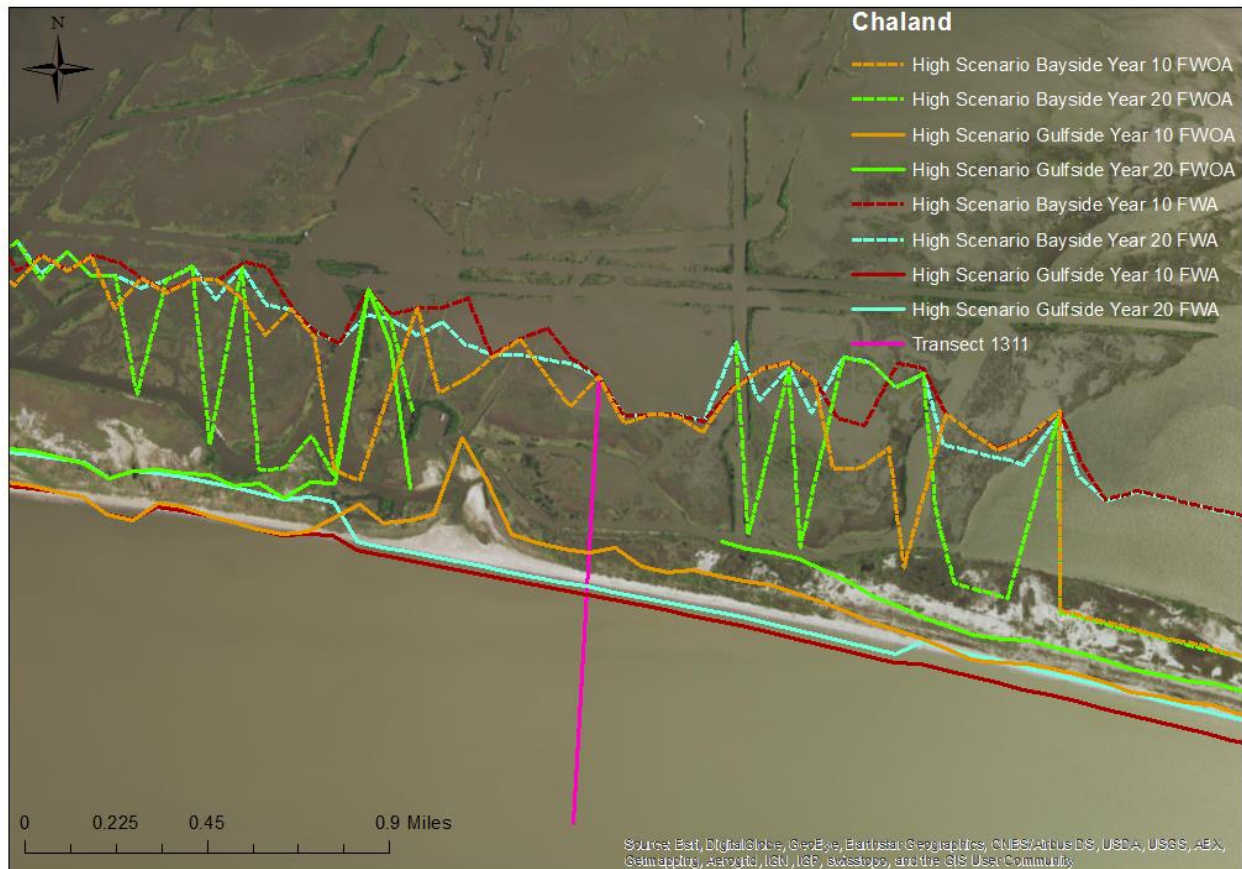 Chaland
N
High Scenario Bayside Year 10 FWOA
High Scenario Bayside Year 20 FWOA
High Scenario Gulfside Year 10 FWOA
High Scenario Gulfside Year 20 FWOA
High Scenario Bayside Year 10 FWA
High Scenario Bayside Year 20 FWA
High Scenario Gulfside Year 10 FWA
High Scenario Gulfside Year 20 FWA
Transect 1311
0 0.225 0.45 0.9 Miles
Source: Esri, DigitalGlobe, GeoEye, Earthstar Geographics, CNES/Airbus DS, USDA, USGS, AEX,
Getmapping, Aerogrid, IGN, IGP, swisstopo, and the GIS User Community